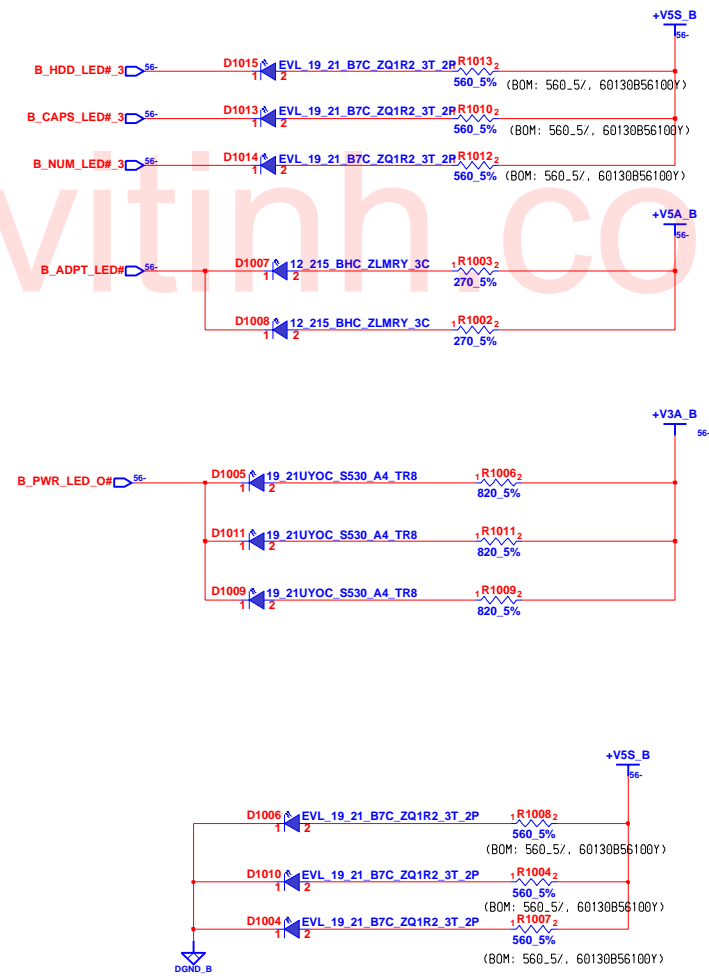 +V5S_B
56-
D1015 EVL_19_21_B7C_ZQ1R2_3T_2P R1013
B_HDD_LED#_3 56- 1 2 1 2
560_5% (BOM: 560_5%, 60130B56100Y)
D1013 EVL_19_21_B7C_ZQ1R2_3T_2P R1010
B_CAPS_LED#_3 56- 1 2 1 2
560_5% (BOM: 560_5%, 60130B56100Y)
D1014 EVL_19_21_B7C_ZQ1R2_3T_2P R1012
B_NUM_LED#_3 56- 1 2 1 2
560_5% (BOM: 560_5%, 60130B56100Y)
vitinh.co
+V5A_B
56-
D1007 12_215_BHC_ZLMRY_3C R1003
B_ADPT_LED# 56- 1 2 1 2
270_5%
D1008 12_215_BHC_ZLMRY_3C R1002
1 2 1 2
270_5%
+V3A_B
56-
D1005 19_21UYOC_S530_A4_TR8 R1006
B_PWR_LED_O# 56- 1 2 1 2
820_5%
D1011 19_21UYOC_S530_A4_TR8 R1011
1 2 1 2
820_5%
D1009 19_21UYOC_S530_A4_TR8 R1009
1 2 1 2
820_5%
+V5S_B
56-
D1006 EVL_19_21_B7C_ZQ1R2_3T_2P R1008
1 2 1 2
560_5%
(BOM: 560_5%, 60130B56100Y)
D1010 EVL_19_21_B7C_ZQ1R2_3T_2P R1004
1 2 1 2
560_5%
(BOM: 560_5%, 60130B56100Y)
D1004 EVL_19_21_B7C_ZQ1R2_3T_2P R1007
1 2 1 2
560_5%
(BOM: 560_5%, 60130B56100Y)
DGND_B